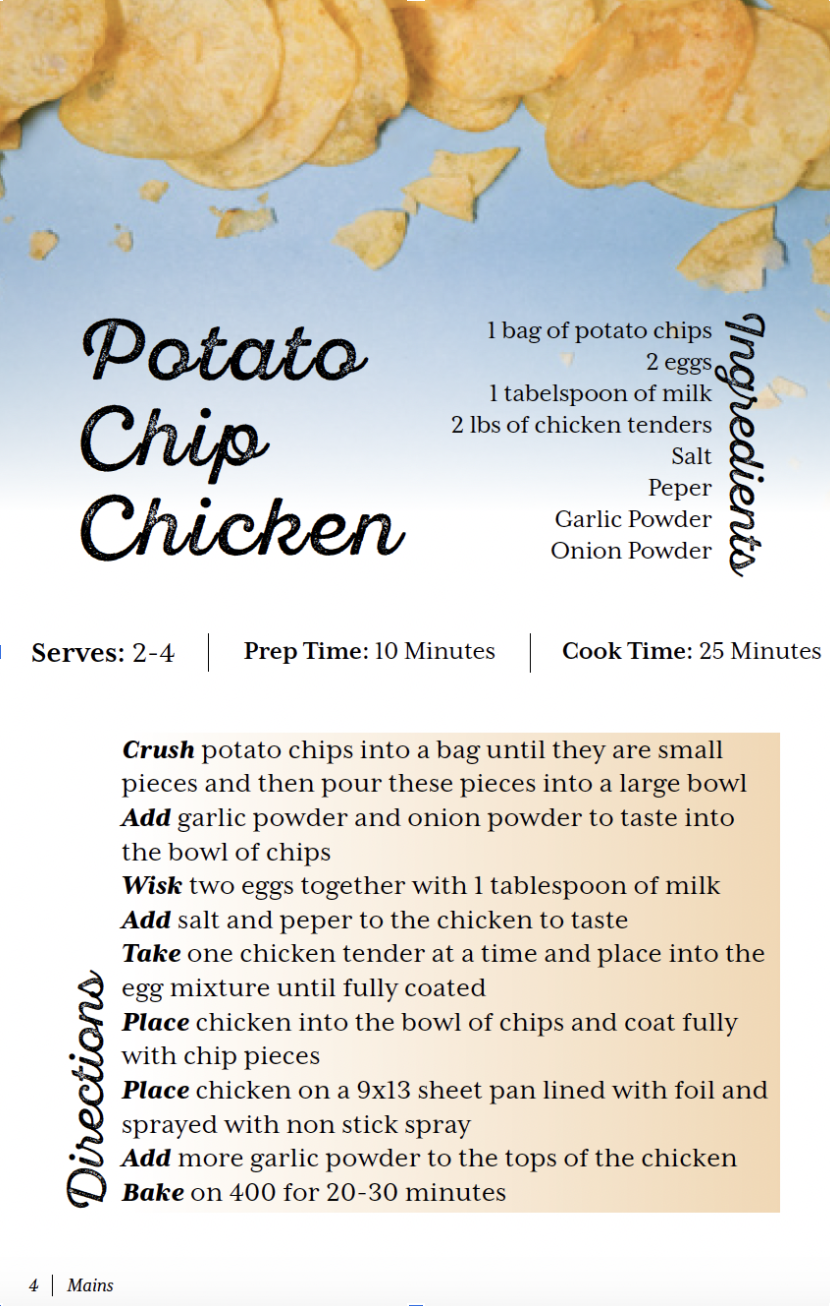 Potato
Chip
Chicken
Ingredients
1 bag of potato chips
2 eggs
1 tabelspoon of milk
2 lbs of chicken tenders
Salt
Peper
Garlic Powder
Onion Powder
Serves: 2-4
Prep Time: 10 Minutes
Cook Time: 25 Minutes
Directions
Crush potato chips into a bag until they are small
pieces and then pour these pieces into a large bowl
Add garlic powder and onion powder to taste into
the bowl of chips
Wisk two eggs together with 1 tablespoon of milk
Add salt and peper to the chicken to taste
Take one chicken tender at a time and place into the
egg mixture until fully coated
Place chicken into the bowl of chips and coat fully
with chip pieces
Place chicken on a 9x13 sheet pan lined with foil and
sprayed with non stick spray
Add more garlic powder to the tops of the chicken
Bake on 400 for 20-30 minutes
4 | Mains